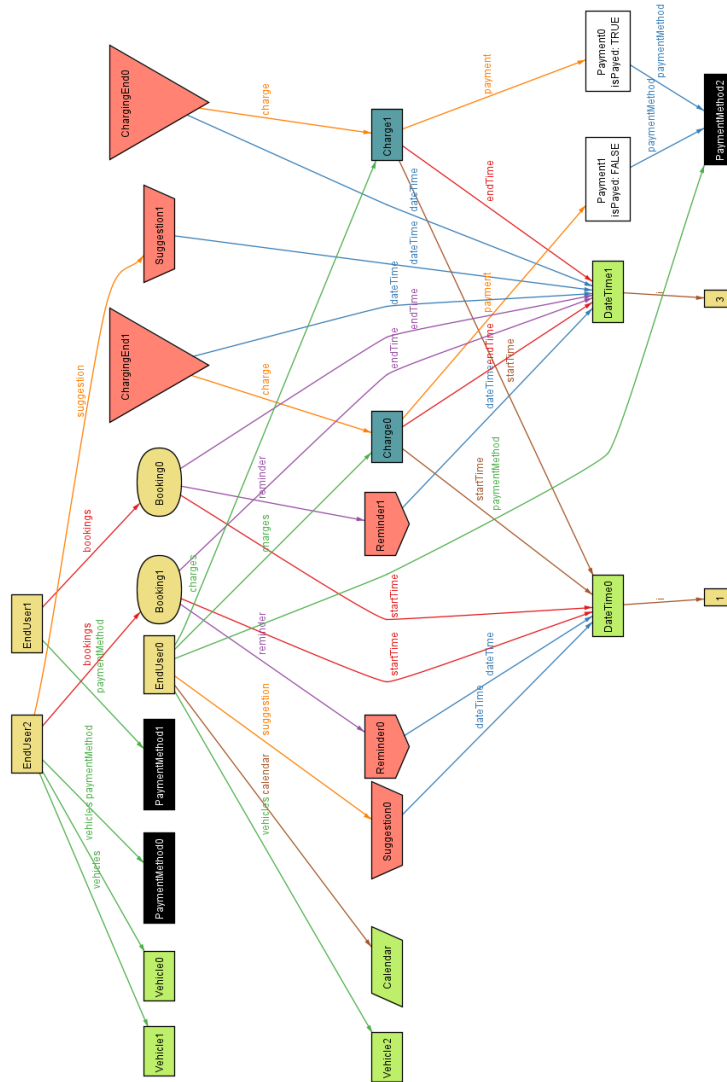 EndUser2
EndUser1
suggestion
bookings
bookings
paymentMethod
vehicles paymentMethod
vehicles
Vehicle1
Vehicle0
PaymentMethod0
PaymentMethod1
EndUser0
Booking1
Booking0
ChargingEnd1
Suggestion1
ChargingEnd0
vehicles
calendar
suggestion
reminder
reminder
charges
charges
charge
charge
endTime
endTime
dateTime
dateTime
dateTime
Vehicle2
Calendar
Suggestion0
Reminder0
Reminder1
Charge0
Charge1
dateTime
dateTime
startTime
startTime
paymentMethod
startTime
startTime
dateTime
endTime
payment
endTime
payment
DateTime0
DateTime1
Payment1
isPayed: FALSE
Payment0
isPayed: TRUE
i
i
paymentMethod
paymentMethod
1
3
PaymentMethod2